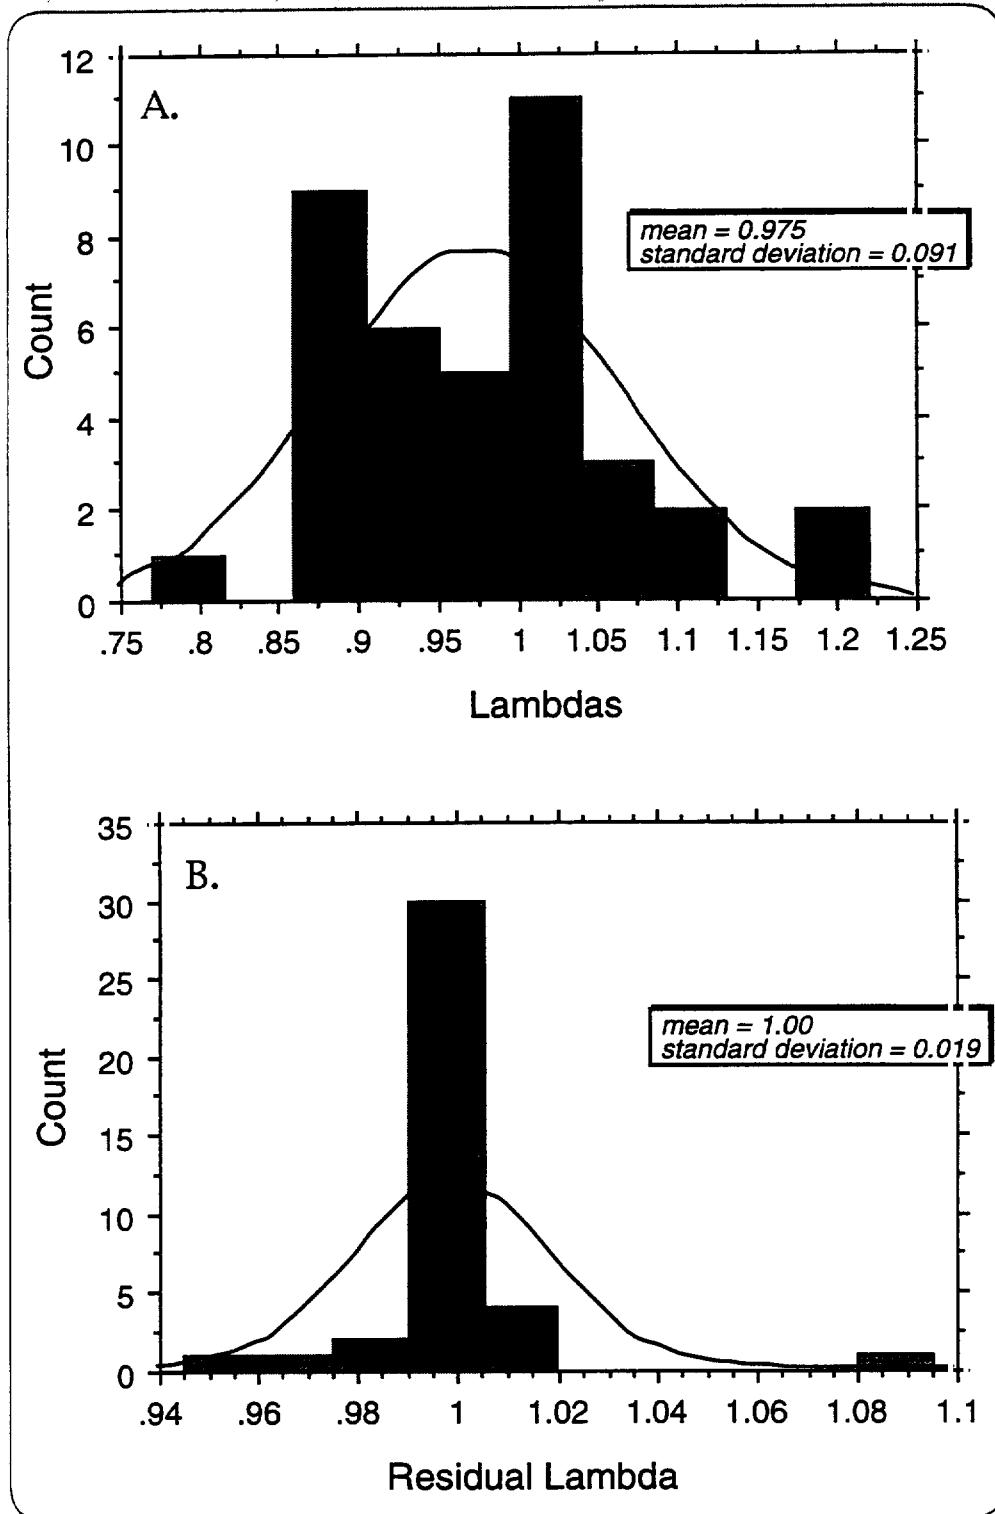 A.
12
10
8
6
4
2
0
Count
mean = 0.975
standard deviation = 0.091
.75 .8 .85 .9 .95 1 1.05 1.1 1.15 1.2 1.25
Lambdas
B.
35
30
25
20
15
10
5
0
Count
mean = 1.00
standard deviation = 0.019
.94 .96 .98 1 1.02 1.04 1.06 1.08 1.1
Residual Lambda